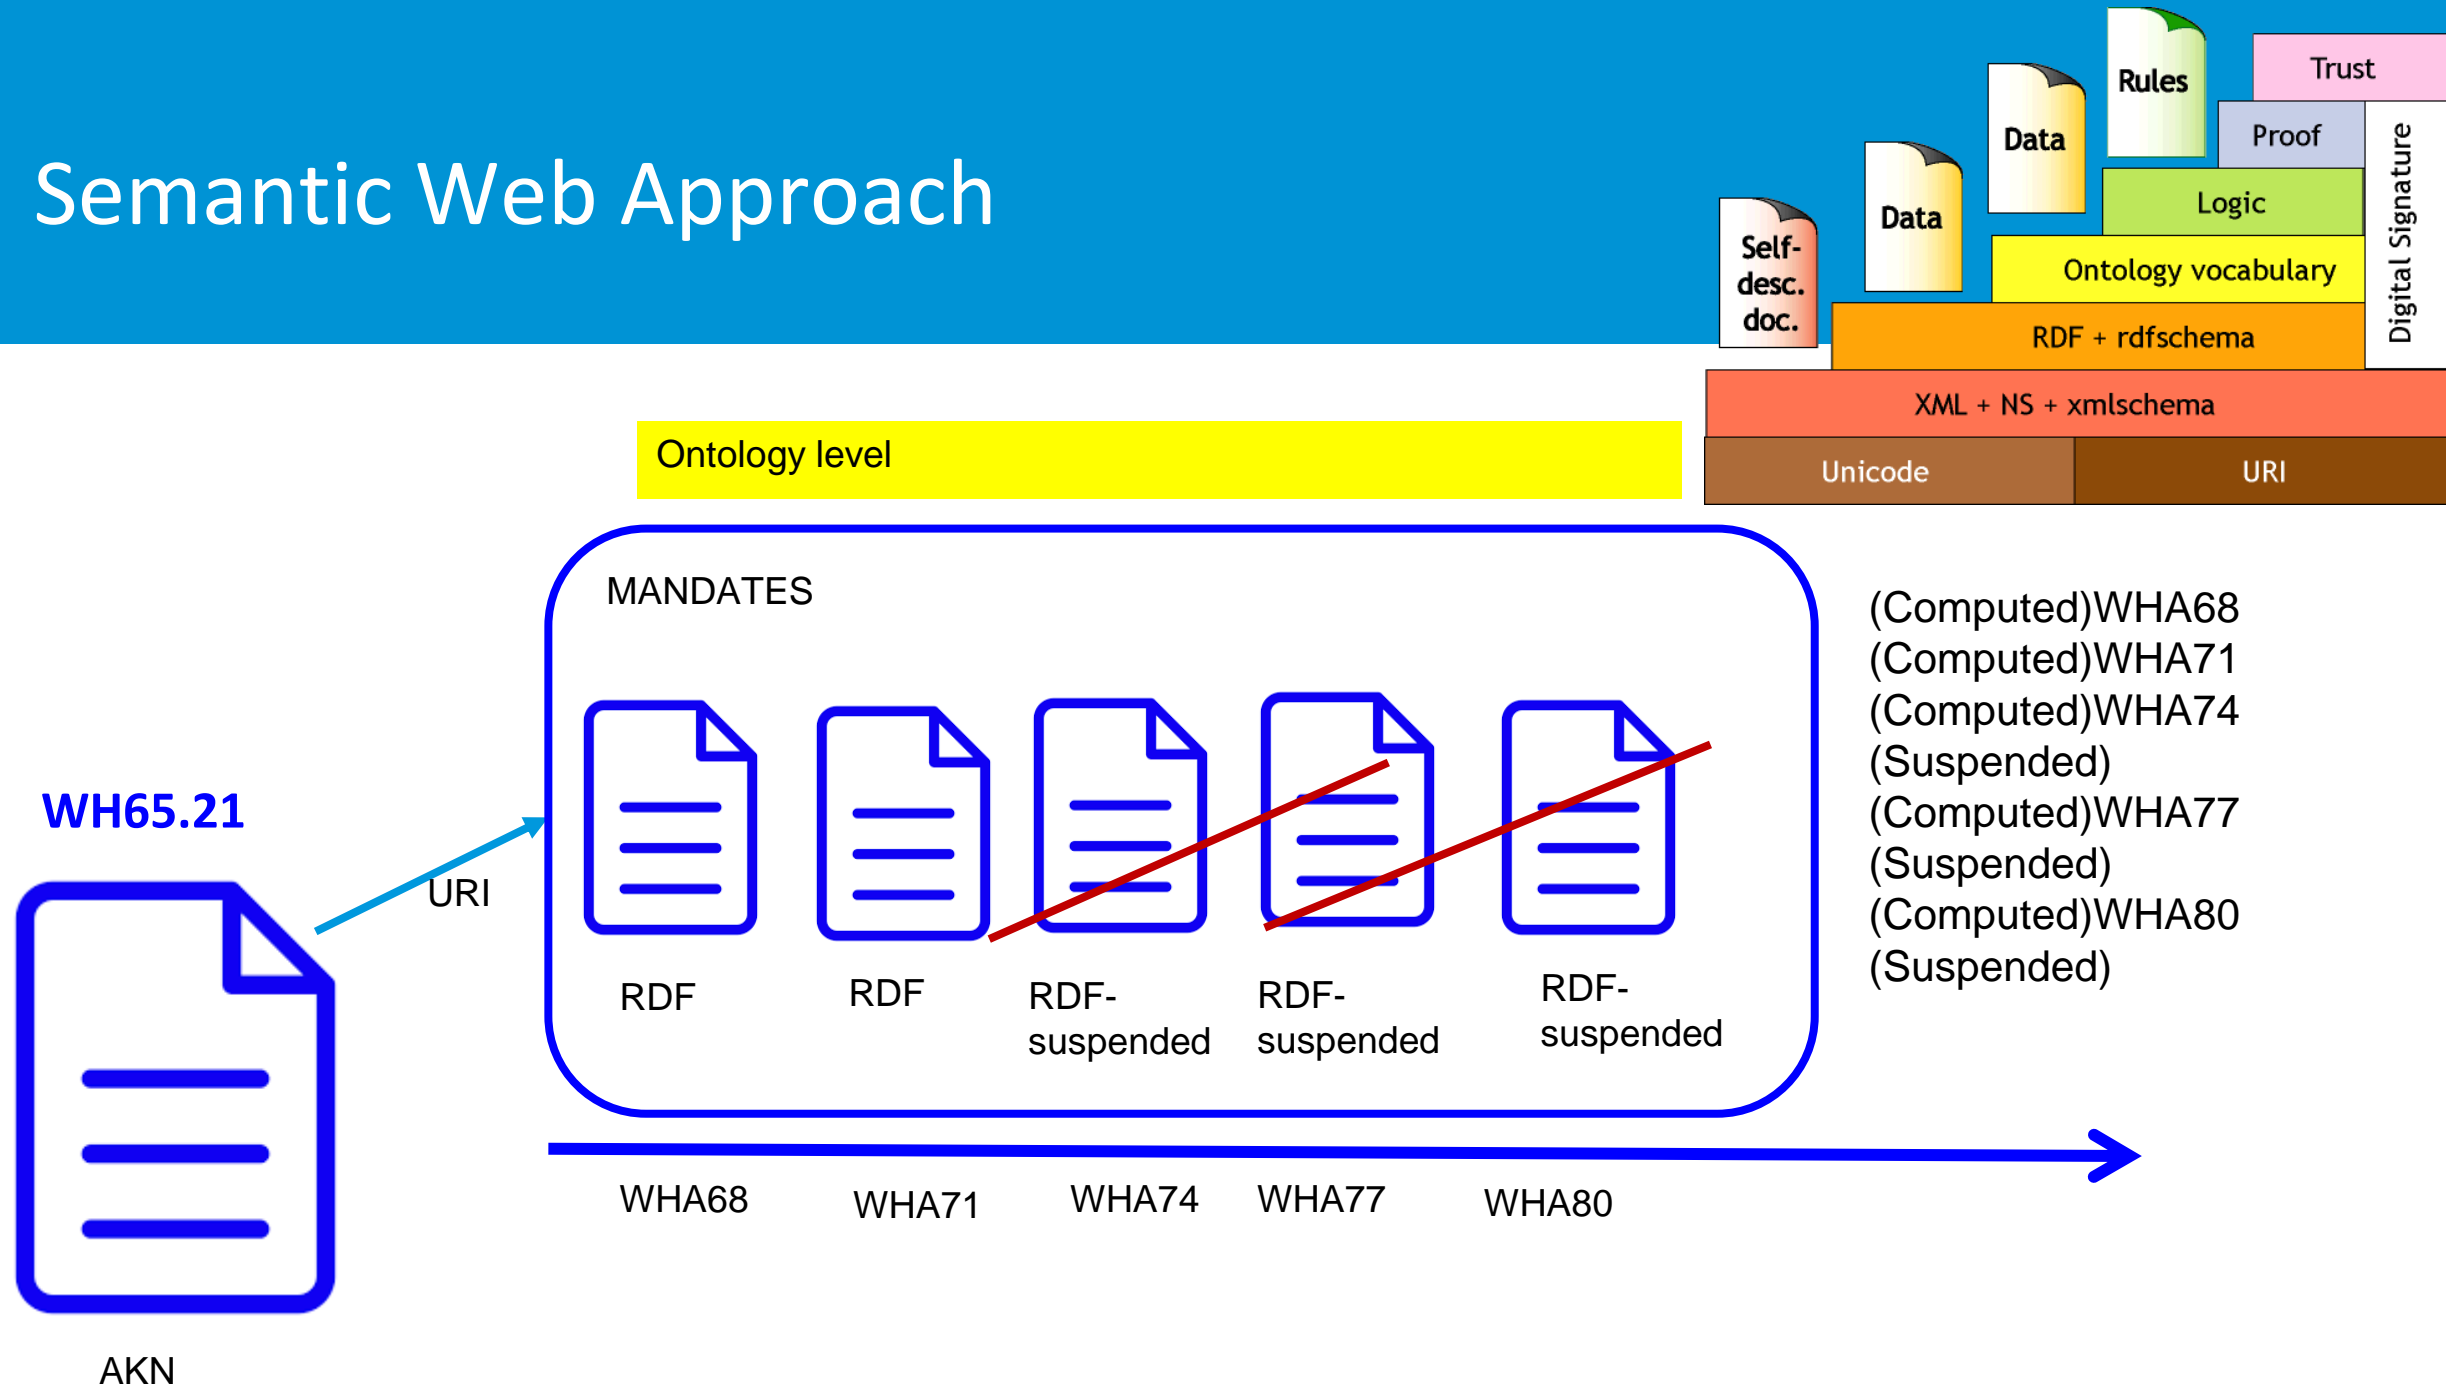 Semantic Web Approach
Self-
desc.
doc.
Data
Data
Rules
Trust
Proof
Logic
Digital Signature
Ontology vocabulary
RDF + rdfschema
XML + NS + xmlschema
Unicode
URI
Ontology level
MANDATES
WH65.21
URI
AKN
RDF
RDF
RDF-
suspended
RDF-
suspended
RDF-
suspended
WHA68
WHA71
WHA74
WHA77
WHA80
(Computed)WHA68
(Computed)WHA71
(Computed)WHA74
(Suspended)
(Computed)WHA77
(Suspended)
(Computed)WHA80
(Suspended)